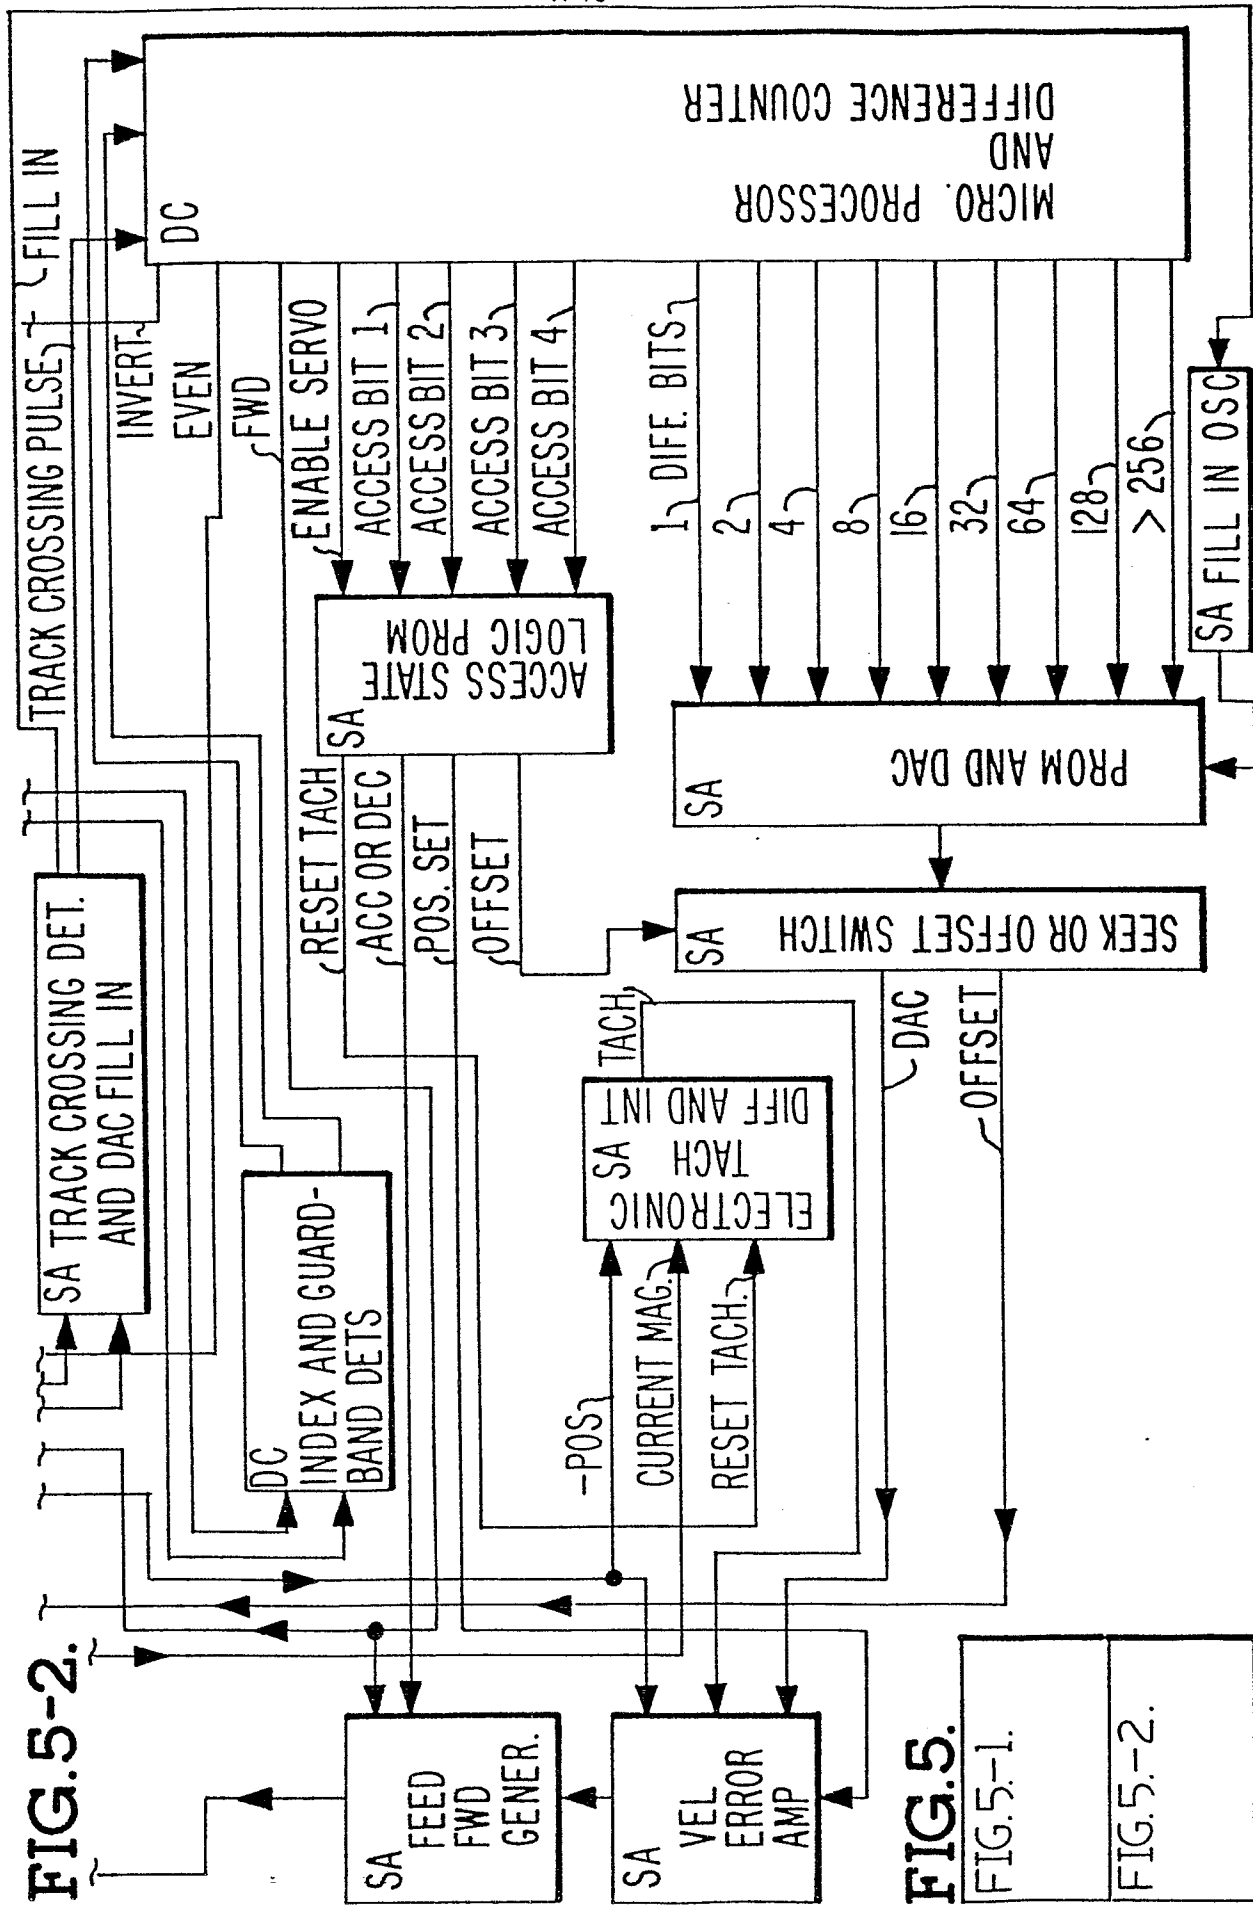 FIG.5-2.
TRACK CROSSING PULSE
FILL IN
INVERT
EVEN
FWD
ENABLE SERVO
ACCESS BIT 1
ACCESS BIT 2
ACCESS BIT 3
ACCESS BIT 4
1 DIFF. BITS
2
4
8
16
32
64
128
> 256
DC
MICRO. PROCESSOR
AND
DIFFERENCE COUNTER
SA TRACK CROSSING DET.
AND DAC FILL IN
DC
INDEX AND GUARD-
BAND DETS
SA
ACCESS STATE
LOGIC PROM
RESET TACH
ACC OR DEC
POS. SET
OFFSET
SA
PROM AND DAC
SA FILL IN OSC
SA
SEEK OR OFFSET SWITCH
DAC
OFFSET
TACH
ELECTRONIC
SA TACH
DIFF AND INT
-POS
CURRENT MAG.
RESET TACH.
SA
FEED
FWD
GENER.
SA
VEL
ERROR
AMP
FIG.5.
FIG.5-1.
FIG.5.-2.